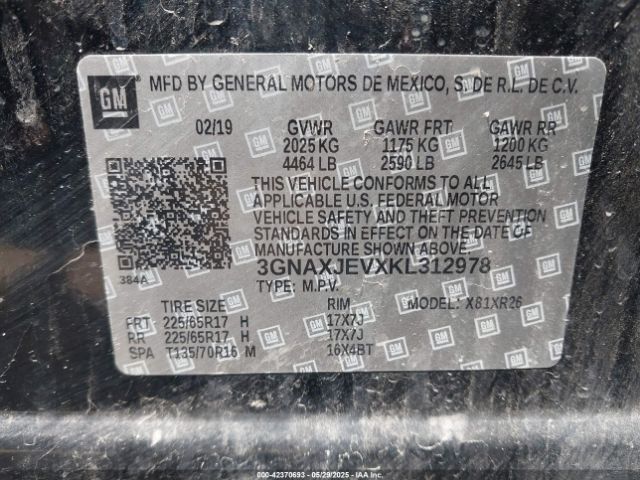 GM
MFD BY GENERAL MOTORS DE MEXICO, S. DE R.L. DE C.V.
02/19 GVWR GAWR FRT GAWR RR
2025 KG 1175 KG 1200 KG
4464 LB 2590 LB 2645 LB
THIS VEHICLE CONFORMS TO ALL
APPLICABLE U.S. FEDERAL MOTOR
VEHICLE SAFETY AND THEFT PREVENTION
STANDARDS IN EFFECT ON THE DATE OF
MANUFACTURE SHOWN ABOVE.
3GNAXJEVXKL312978
384A
TYPE: M.P.V.
TIRE SIZE RIM MODEL: X81XR26
FRT 225/65R17 H 17X7J
RR 225/65R17 H 17X7J
SPA T135/70R16 M 16X4BT
000-42370693 - 05/29/2025 - IAAI.COM